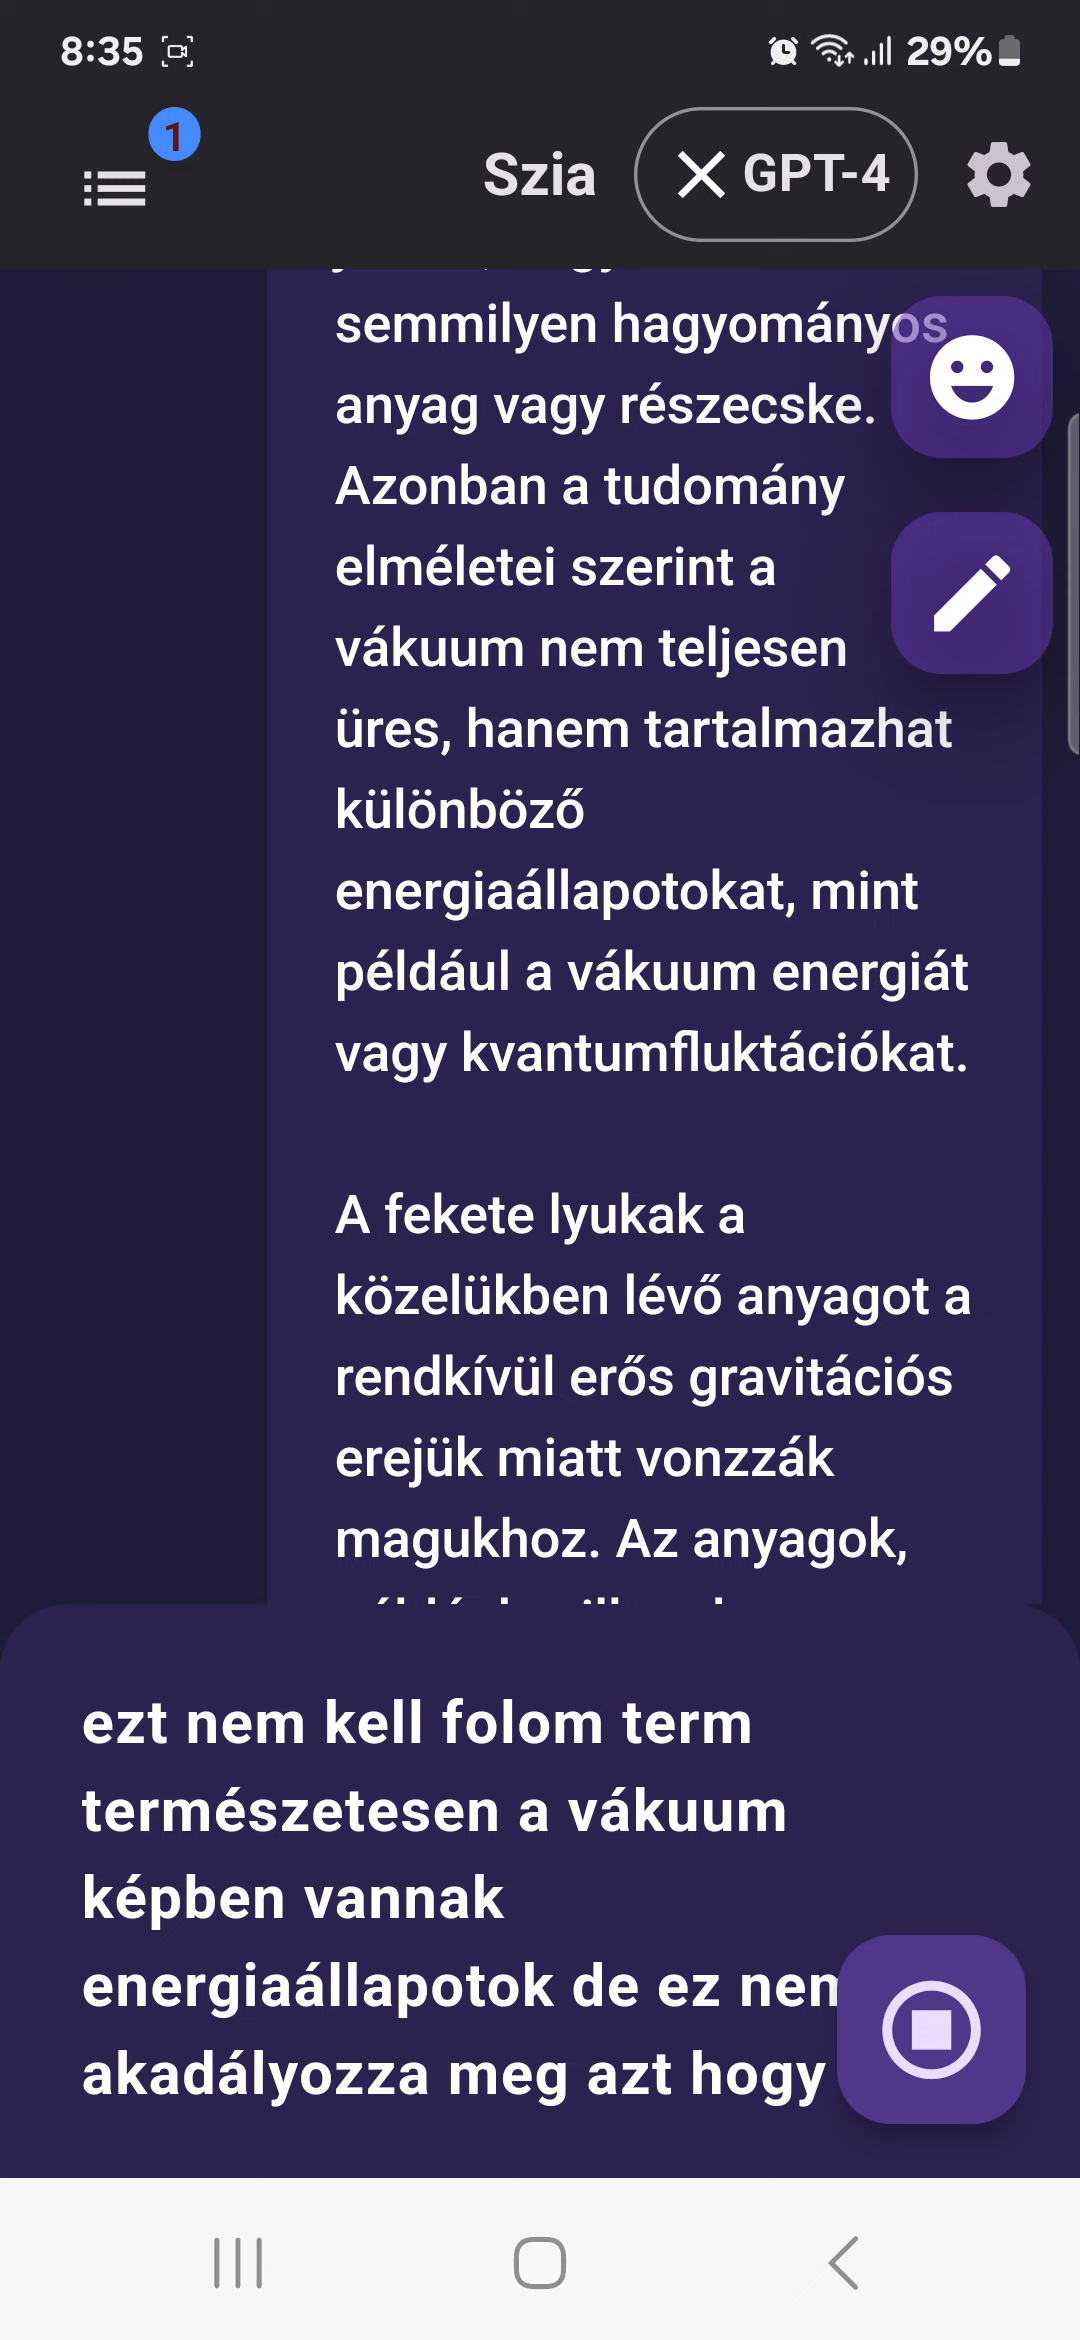 8:35 29%
1
Szia GPT-4
semmilyen hagyományos
anyag vagy részecske.
Azonban a tudomány
elméletei szerint a
vákuum nem teljesen
üres, hanem tartalmazhat
különböző
energiaállapotokat, mint
például a vákuum energiát
vagy kvantumfluktációkat.
A fekete lyukak a
közelükben lévő anyagot a
rendkívül erős gravitációs
erejük miatt vonzzák
magukhoz. Az anyagok,
ezt nem kell folom term
természetesen a vákuum
képben vannak
energiaállapotok de ez nem
akadályozza meg azt hogy